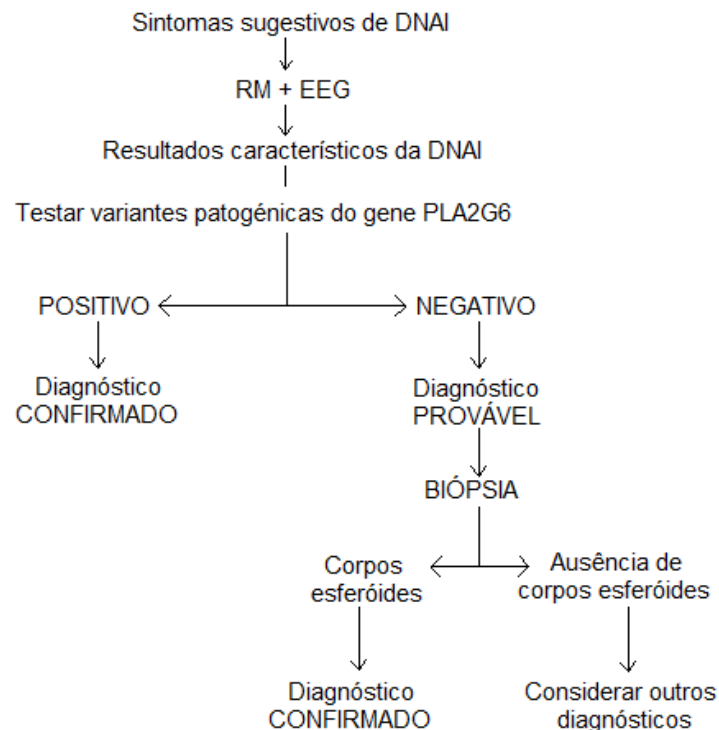 Sintomas sugestivos de DNAI
RM + EEG
Resultados característicos da DNAI
Testar variantes patogénicas do gene PLA2G6
POSITIVO
NEGATIVO
Diagnóstico
CONFIRMADO
Diagnóstico
PROVÁVEL
BIÓPSIA
Corpos
esferóides
Ausência de
corpos esferóides
Diagnóstico
CONFIRMADO
Considerar outros
diagnósticos